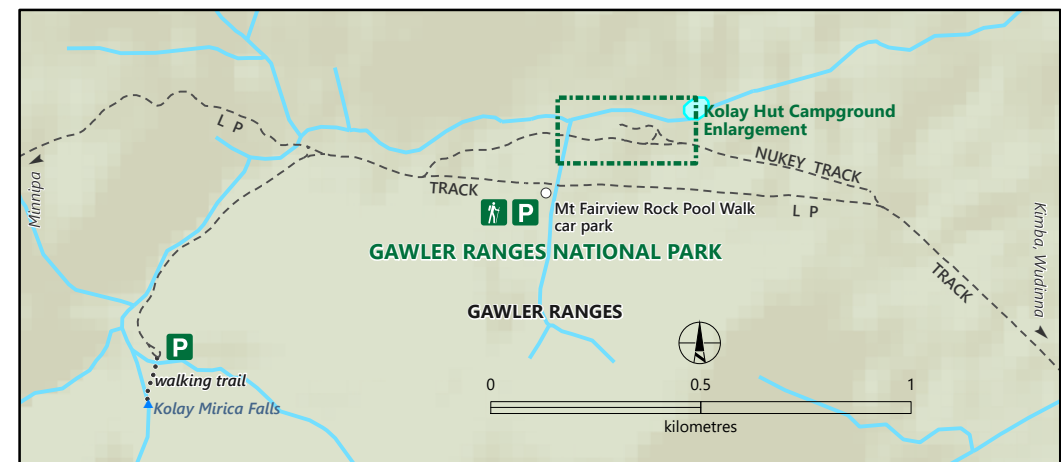 L P
Kolay Hut Campground
Enlargement
NUKEY TRACK
Minnipa
TRACK
P
Mt Fairview Rock Pool Walk
car park
L P
Kimba, Wudinna
GAWLER RANGES NATIONAL PARK
TRACK
GAWLER RANGES
P
walking trail
Kolay Mirica Falls
0 0.5 1
kilometres